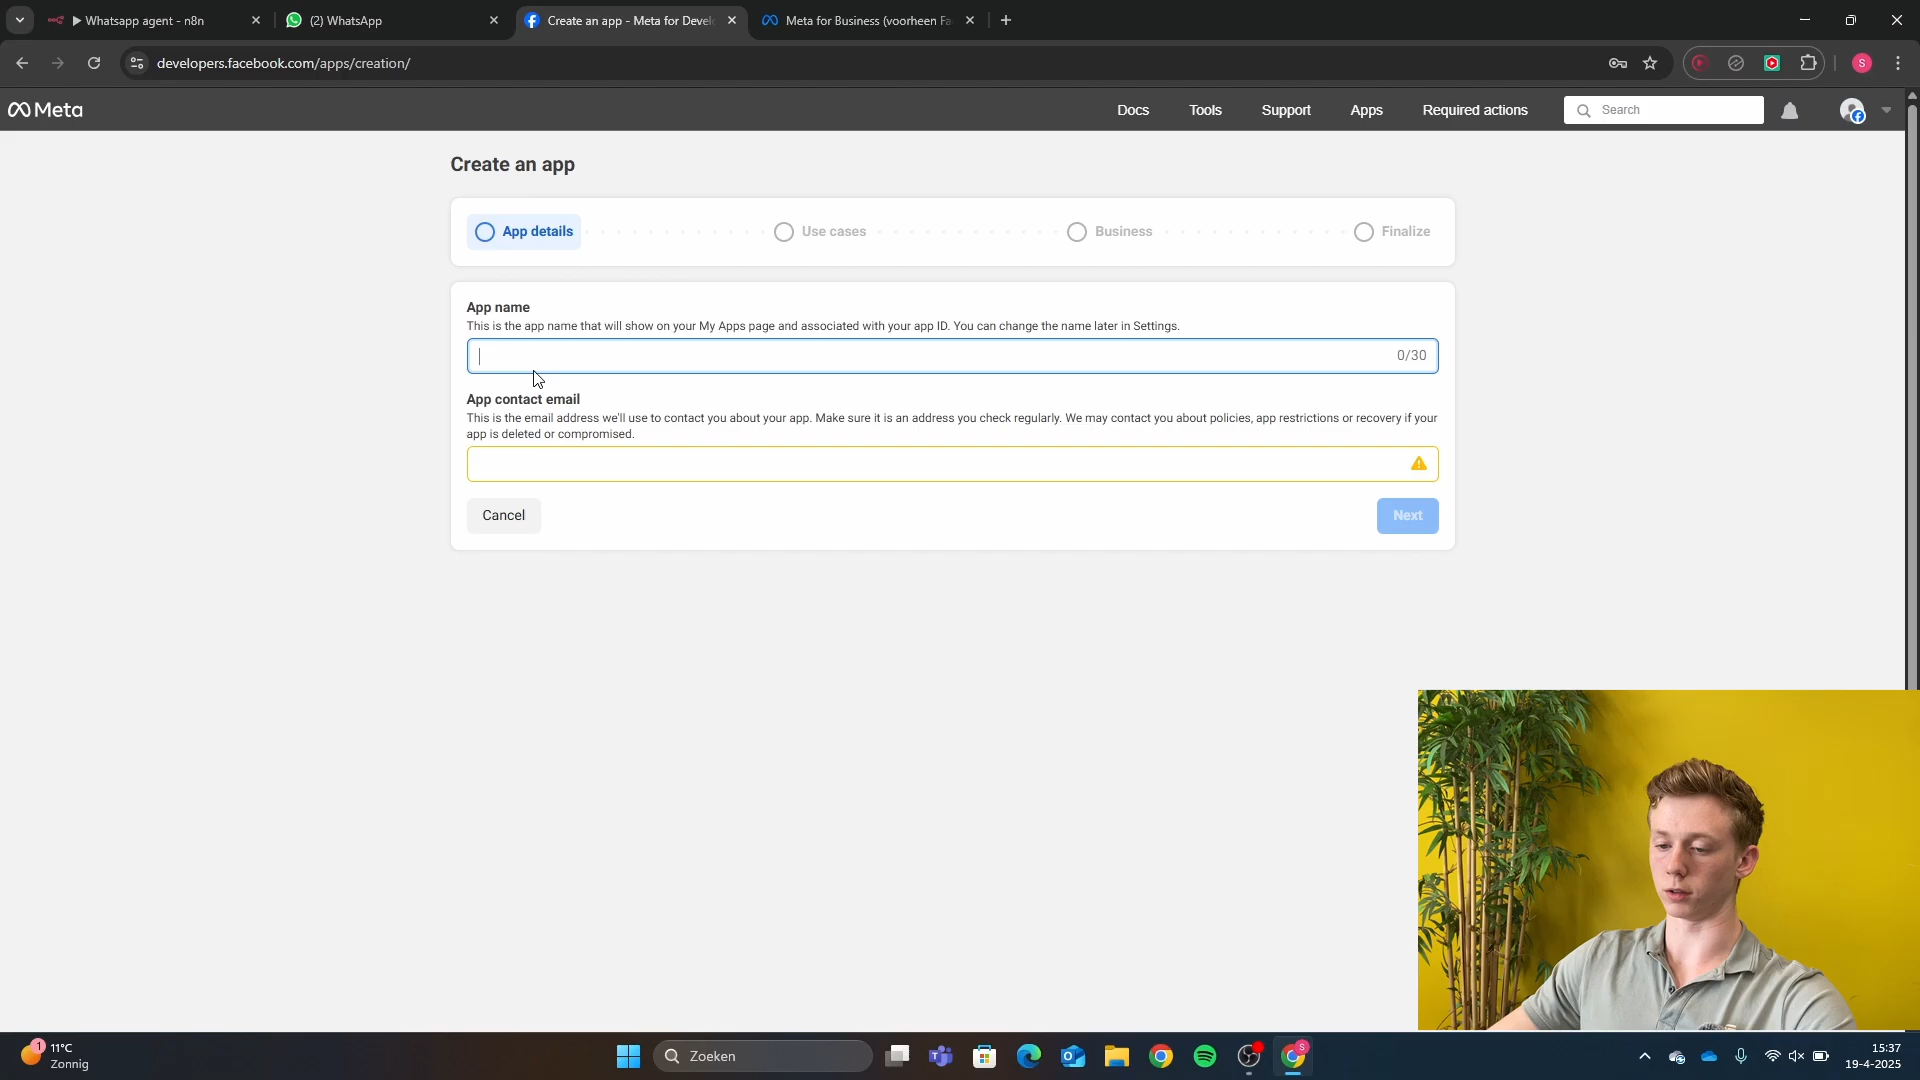 Whatsapp agent - n8n
(2) WhatsApp
Create an app - Meta for Devel
Meta for Business (voorheen Fa
developers.facebook.com/apps/creation/
S
Meta
Docs
Tools
Support
Apps
Required actions
Search
Create an app
App details
Use cases
Business
Finalize
App name
This is the app name that will show on your My Apps page and associated with your app ID. You can change the name later in Settings.
0/30
App contact email
This is the email address we'll use to contact you about your app. Make sure it is an address you check regularly. We may contact you about policies, app restrictions or recovery if your
app is deleted or compromised.
Cancel
Next
1
11°C
Zonnig
Zoeken
S
15:37
19-4-2025